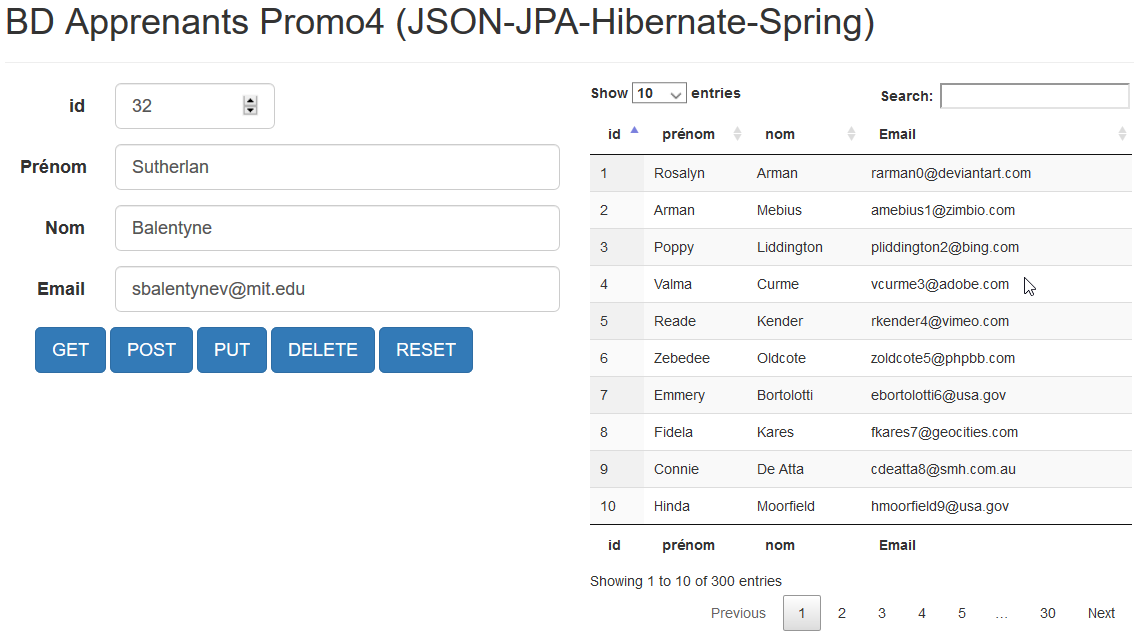 BD Apprenants Promo4 (JSON-JPA-Hibernate-Spring)
id 32
Prénom Sutherlan
Nom Balentyne
Email sbalentynev@mit.edu
GET POST PUT DELETE RESET
Show 10 entries Search:
id prénom nom Email
1 Rosalyn Arman rarman0@deviantart.com
2 Arman Mebius amebius1@zimbio.com
3 Poppy Liddington pliddington2@bing.com
4 Valma Curme vcurme3@adobe.com
5 Reade Kender rkender4@vimeo.com
6 Zebedee Oldcote zoldcote5@phpbb.com
7 Emmery Bortolotti ebortolotti6@usa.gov
8 Fidela Kares fkares7@geocities.com
9 Connie De Atta cdeatta8@smh.com.au
10 Hinda Moorfield hmoorfield9@usa.gov
id prénom nom Email
Showing 1 to 10 of 300 entries
Previous 1 2 3 4 5 … 30 Next